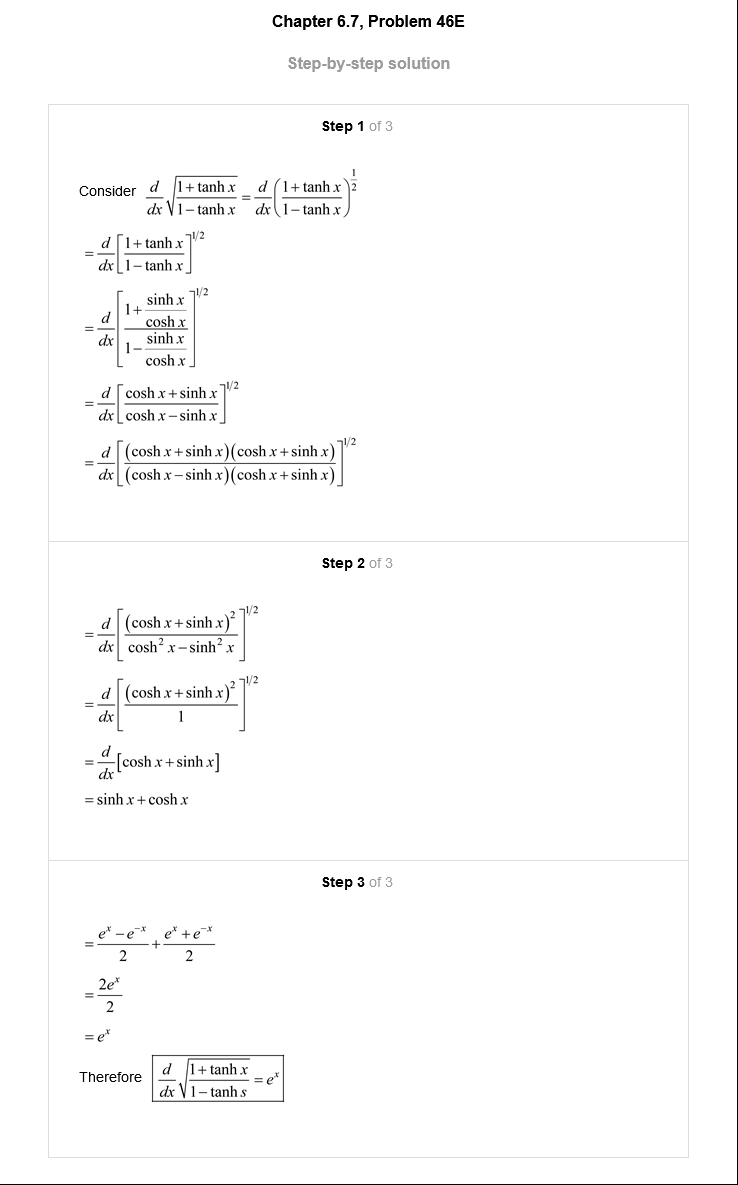 Chapter 6.7, Problem 46E
Step-by-step solution
Step 1 of 3
Consider $\frac{d}{dx}\sqrt{\frac{1+\tanh x}{1-\tanh x}} = \frac{d}{dx}\left(\frac{1+\tanh x}{1-\tanh x}\right)^{\frac{1}{2}}$
$= \frac{d}{dx}\left[\frac{1+\tanh x}{1-\tanh x}\right]^{1/2}$
$= \frac{d}{dx}\left[\frac{1+\frac{\sinh x}{\cosh x}}{1-\frac{\sinh x}{\cosh x}}\right]^{1/2}$
$= \frac{d}{dx}\left[\frac{\cosh x+\sinh x}{\cosh x-\sinh x}\right]^{1/2}$
$= \frac{d}{dx}\left[\frac{(\cosh x+\sinh x)(\cosh x+\sinh x)}{(\cosh x-\sinh x)(\cosh x+\sinh x)}\right]^{1/2}$
Step 2 of 3
$= \frac{d}{dx}\left[\frac{(\cosh x+\sinh x)^2}{\cosh^2 x-\sinh^2 x}\right]^{1/2}$
$= \frac{d}{dx}\left[\frac{(\cosh x+\sinh x)^2}{1}\right]^{1/2}$
$= \frac{d}{dx}[\cosh x+\sinh x]$
$= \sinh x+\cosh x$
Step 3 of 3
$= \frac{e^x-e^{-x}}{2}+\frac{e^x+e^{-x}}{2}$
$= \frac{2e^x}{2}$
$= e^x$
Therefore $\frac{d}{dx}\sqrt{\frac{1+\tanh x}{1-\tanh s}} = e^x$